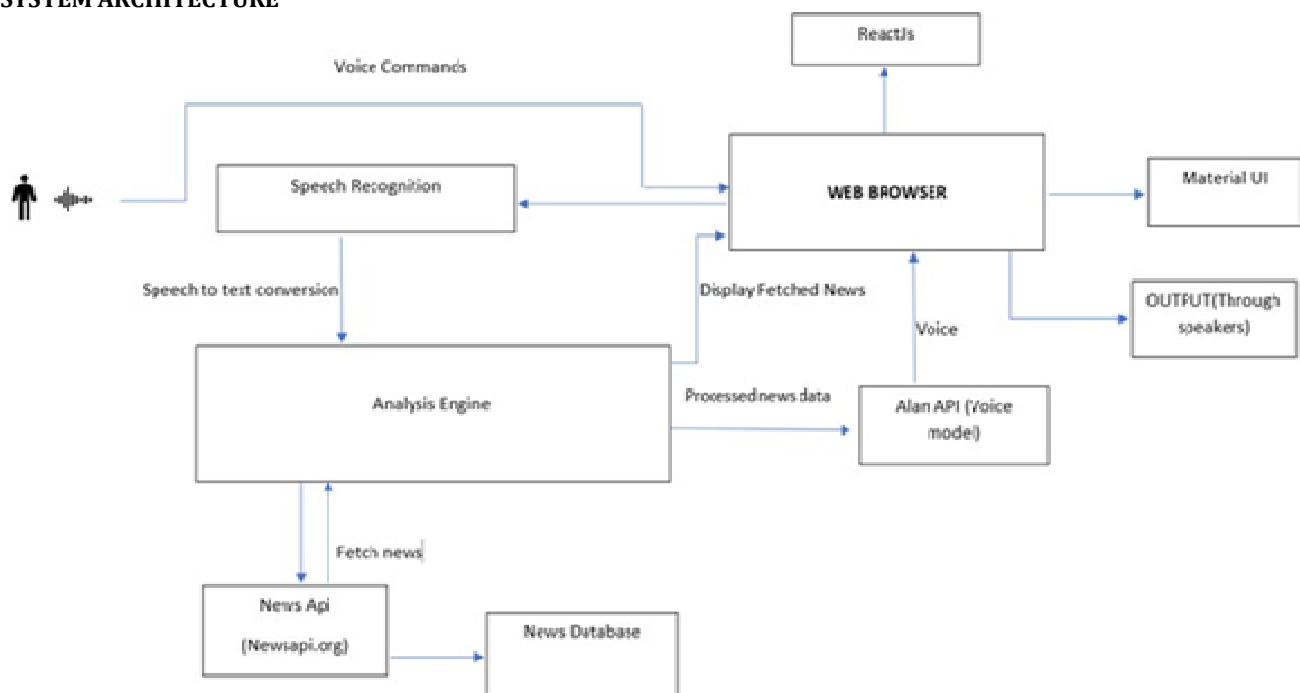 SYSTEM ARCHITECTURE
ReactJs
Voice Commands
Speech Recognition
WEB BROWSER
Material UI
Speech to text conversion
Display Fetched News
OUTPUT(Through
speakers)
Voice
Analysis Engine
Processed news data
Alan API (Voice
model)
Fetch news
News Api
(Newsapi.org)
News Database